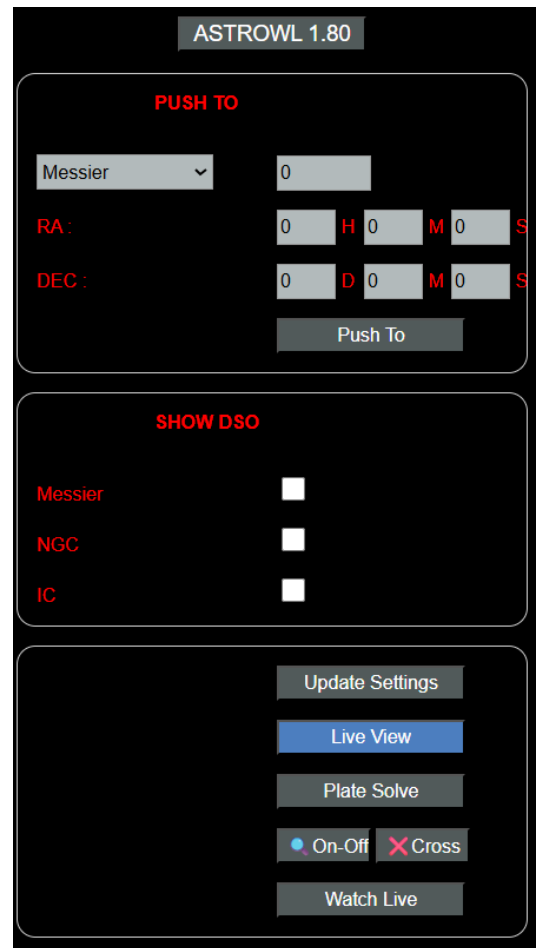 ASTROWL 1.80
PUSH TO
Messier 0
RA : 0 H 0 M 0 S
DEC : 0 D 0 M 0 S
Push To
SHOW DSO
Messier
NGC
IC
Update Settings
Live View
Plate Solve
On-Off Cross
Watch Live